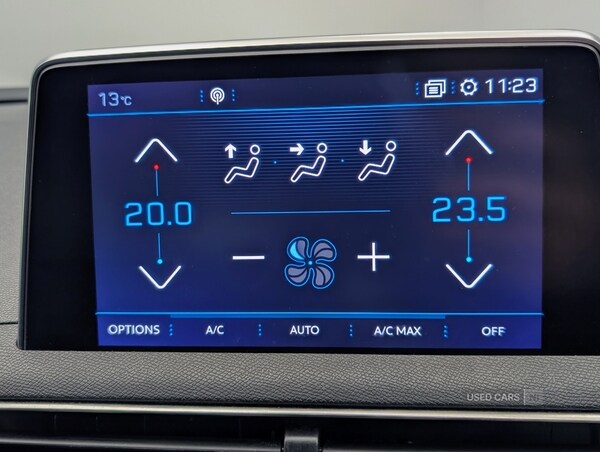 13°C 11:23
20.0 23.5
OPTIONS A/C AUTO A/C MAX OFF
USED CARS